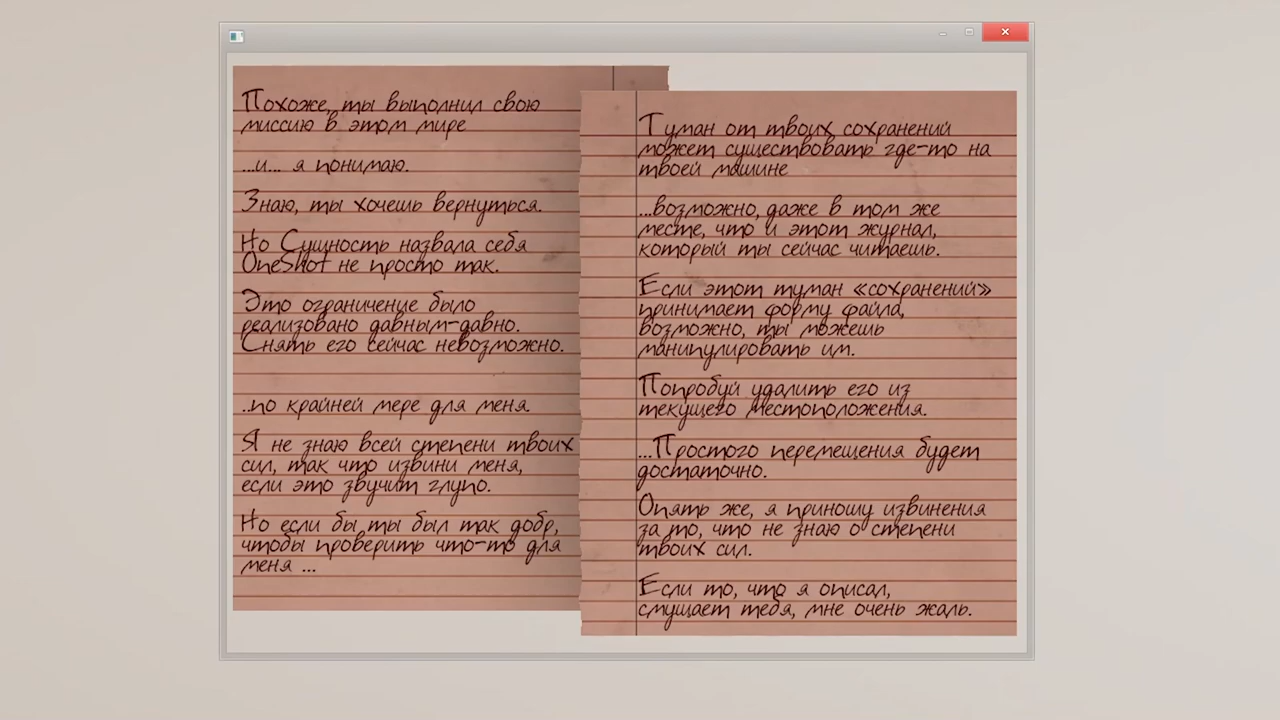 Похоже, ты выполнил свою
миссию в этом мире
...и... я понимаю.
Знаю, ты хочешь вернуться.
Но Сущность назвала себя
OneShot не просто так.
Это ограничение было
реализовано давным-давно.
Снять его сейчас невозможно.
..по крайней мере для меня.
Я не знаю всей степени твоих
сил, так что извини меня,
если это звучит глупо.
Но если бы ты был так добр,
чтобы проверить что-то для
меня ...
Туман от твоих сохранений
может существовать где-то на
твоей машине
...возможно, даже в том же
месте, что и этот журнал,
который ты сейчас читаешь.
Если этот туман «сохранений»
принимает форму файла,
возможно, ты можешь
манипулировать им.
Попробуй удалить его из
текущего местоположения.
...Простого перемещения будет
достаточно.
Опять же, я приношу извинения
за то, что не знаю о степени
твоих сил.
Если то, что я описал,
смущает тебя, мне очень жаль.